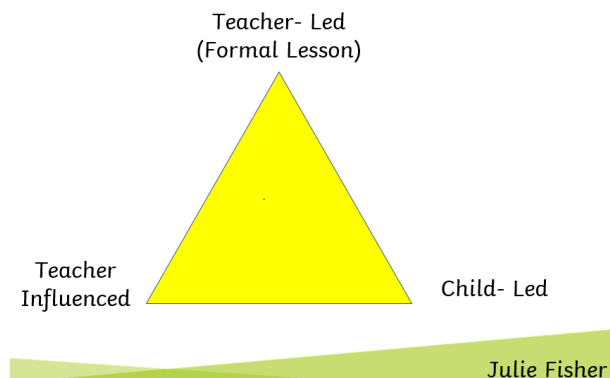 Teacher- Led
(Formal Lesson)
Teacher
Influenced
Child- Led
Julie Fisher